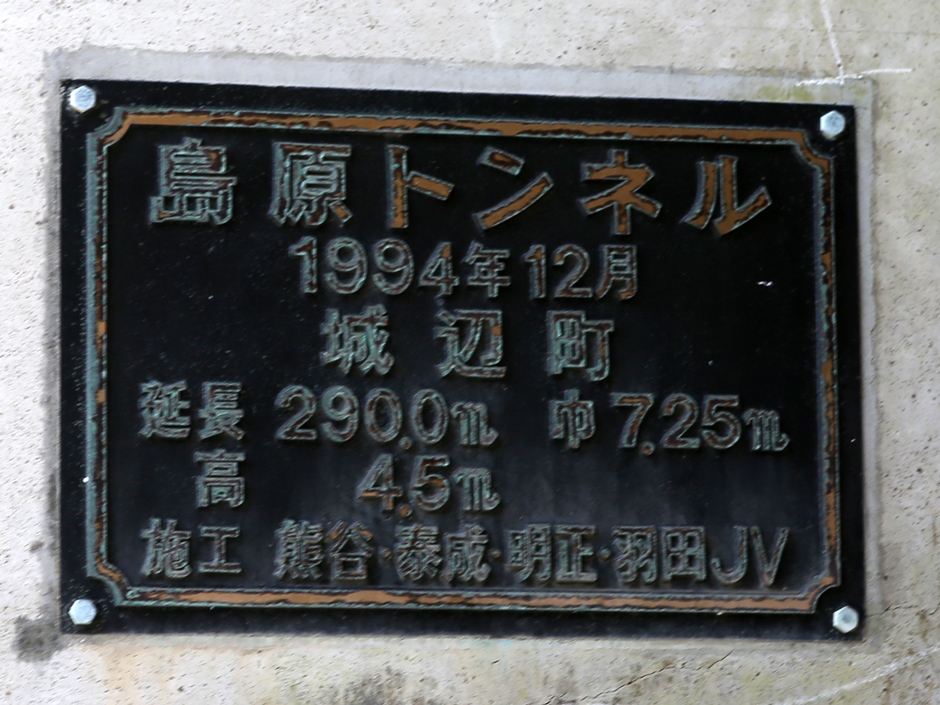 島原トンネル
1994年12月
城辺町
延長 290.0m 巾 7.25m
高 4.5m
施工 熊谷・泰成・明正・羽田JV